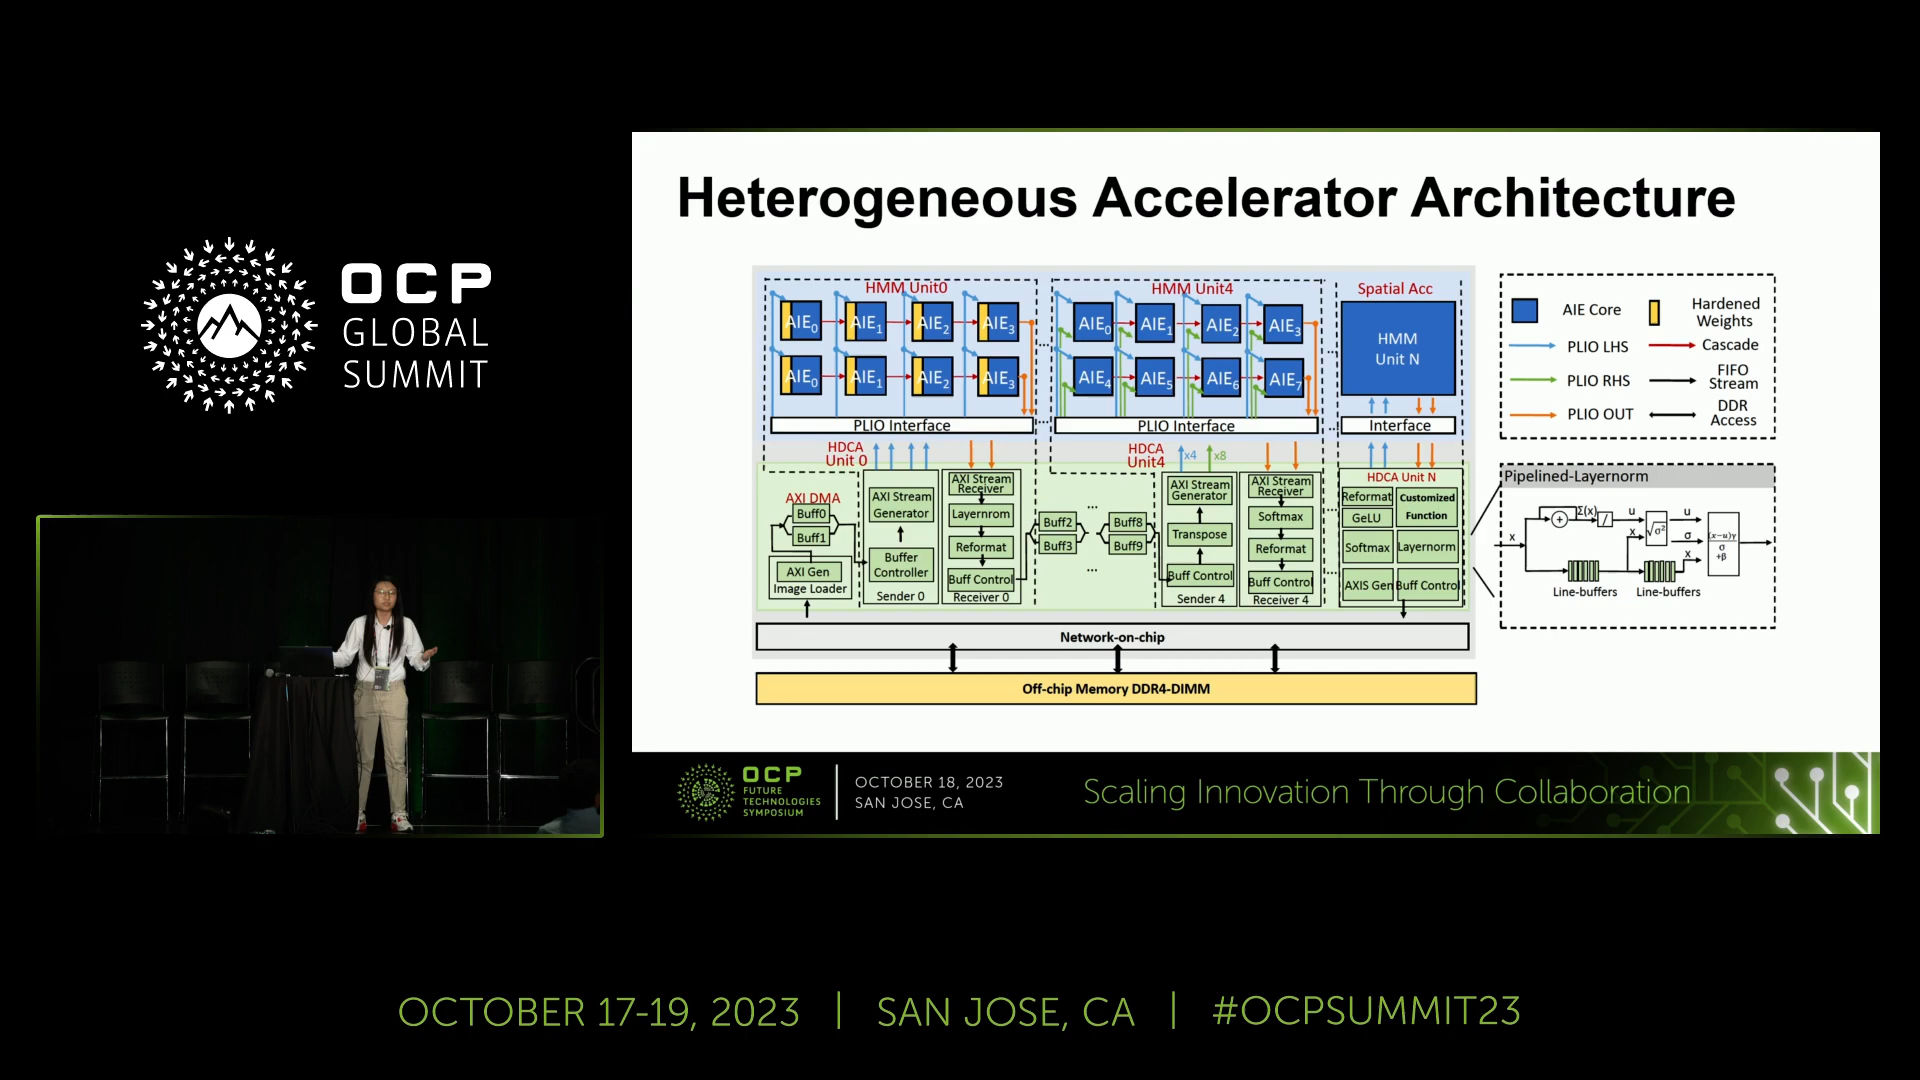 OCP
GLOBAL
SUMMIT
Heterogeneous Accelerator Architecture
HMM Unit0
AIE0 AIE1 AIE2 AIE3
AIE0 AIE1 AIE2 AIE3
PLIO Interface
HMM Unit4
AIE0 AIE1 AIE2 AIE3
AIE4 AIE5 AIE6 AIE7
PLIO Interface
Spatial Acc
HMM
Unit N
Interface
HDCA
Unit 0
HDCA
Unit4
x4 x8
HDCA Unit N
AXI DMA
Buff0
Buff1
AXI Gen
Image Loader
AXI Stream
Generator
Buffer
Controller
Sender 0
AXI Stream
Receiver
Layernrom
Reformat
Buff Control
Receiver 0
Buff2
Buff3
...
...
Buff8
Buff9
AXI Stream
Generator
Transpose
Buff Control
Sender 4
AXI Stream
Receiver
Softmax
Reformat
Buff Control
Receiver 4
Reformat
GeLU
Customized
Function
Softmax
Layernorm
AXIS Gen
Buff Control
Network-on-chip
Off-chip Memory DDR4-DIMM
AIE Core
Hardened
Weights
PLIO LHS
Cascade
PLIO RHS
FIFO
Stream
PLIO OUT
DDR
Access
Pipelined-Layernorm
x + Σ(x) / u x √σ² u σ x
(x-u)γ
σ
+β
Line-buffers Line-buffers
OCP
FUTURE
TECHNOLOGIES
SYMPOSIUM
OCTOBER 18, 2023
SAN JOSE, CA
Scaling Innovation Through Collaboration
OCTOBER 17-19, 2023 | SAN JOSE, CA | #OCPSUMMIT23